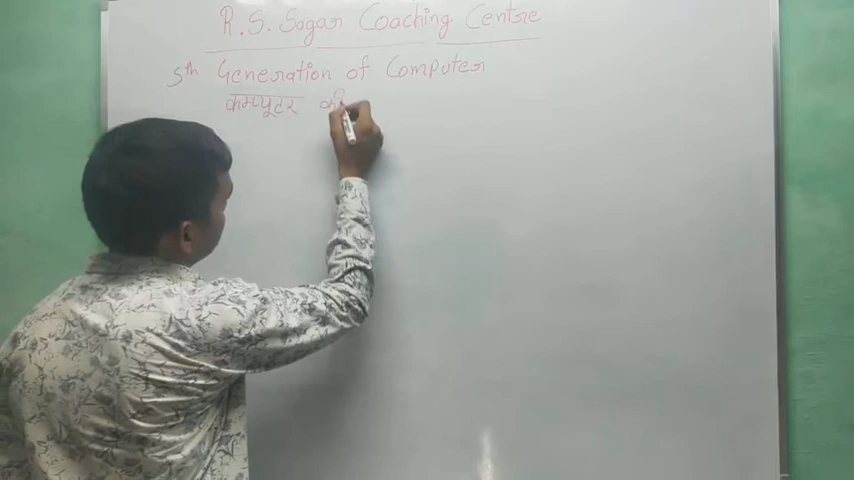 R.S. Sagar Coaching Centre
5th Generation of Computer
कम्प्यूटर की